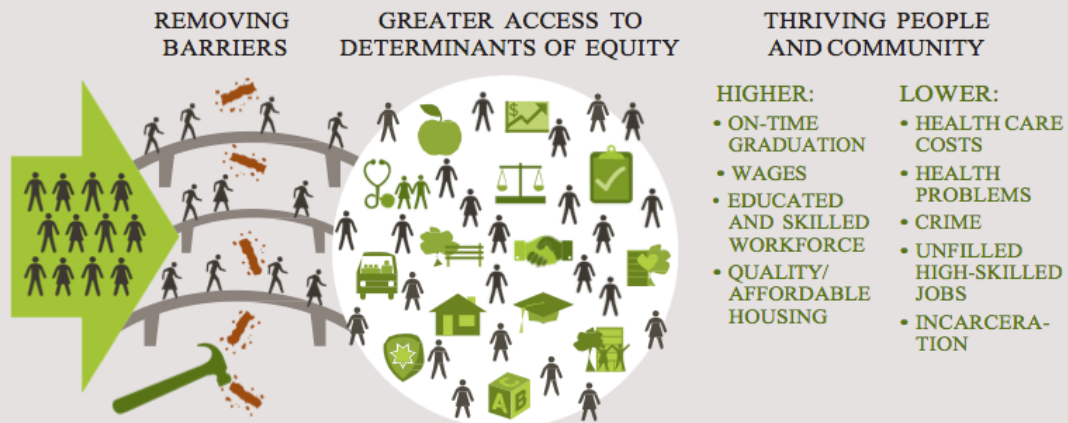 REMOVING
BARRIERS
GREATER ACCESS TO
DETERMINANTS OF EQUITY
THRIVING PEOPLE
AND COMMUNITY
HIGHER:
• ON-TIME
GRADUATION
• WAGES
• EDUCATED
AND SKILLED
WORKFORCE
• QUALITY/
AFFORDABLE
HOUSING
LOWER:
• HEALTH CARE
COSTS
• HEALTH
PROBLEMS
• CRIME
• UNFILLED
HIGH-SKILLED
JOBS
• INCARCERA-
TION
$
C
A B